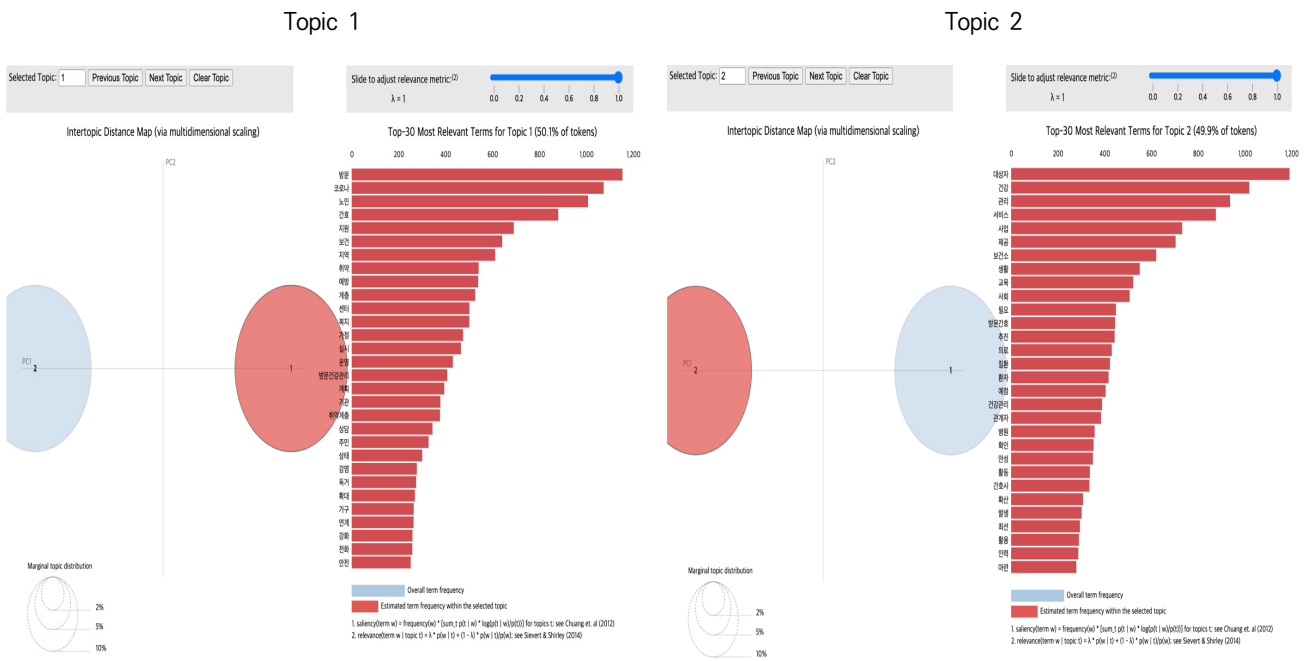 Topic 1
Selected Topic: 1 Previous Topic Next Topic Clear Topic
Slide to adjust relevance metric:(2)
λ = 1
0.0 0.2 0.4 0.6 0.8 1.0
Intertopic Distance Map (via multidimensional scaling)
PC2
PC1
2
1
Marginal topic distribution
2%
5%
10%
Top-30 Most Relevant Terms for Topic 1 (50.1% of tokens)
0 200 400 600 800 1,000 1,200
방문
코로나
노인
간호
지원
보건
지역
취약
예방
계층
센터
복지
가정
실시
운영
방문건강관리
계획
기관
취약계층
상담
주민
상태
감염
독거
확대
가구
연계
강화
전화
안전
Overall term frequency
Estimated term frequency within the selected topic
1. saliency(term w) = frequency(w) * [sum_t p(t | w) * log(p(t | w)/p(t))] for topics t; see Chuang et. al (2012)
2. relevance(term w | topic t) = λ * p(w | t) + (1 - λ) * p(w | t)/p(w); see Sievert & Shirley (2014)
Topic 2
Selected Topic: 2 Previous Topic Next Topic Clear Topic
Slide to adjust relevance metric:(2)
λ = 1
0.0 0.2 0.4 0.6 0.8 1.0
Intertopic Distance Map (via multidimensional scaling)
PC2
PC1
2
1
Marginal topic distribution
2%
5%
10%
Top-30 Most Relevant Terms for Topic 2 (49.9% of tokens)
0 200 400 600 800 1,000 1,200
대상자
건강
관리
서비스
사업
제공
보건소
생활
교육
사회
필요
방문간호
추진
의료
질환
환자
예정
건강관리
관계자
병원
확인
만성
활동
간호사
확산
발생
최선
활용
인력
마련
Overall term frequency
Estimated term frequency within the selected topic
1. saliency(term w) = frequency(w) * [sum_t p(t | w) * log(p(t | w)/p(t))] for topics t; see Chuang et. al (2012)
2. relevance(term w | topic t) = λ * p(w | t) + (1 - λ) * p(w | t)/p(w); see Sievert & Shirley (2014)